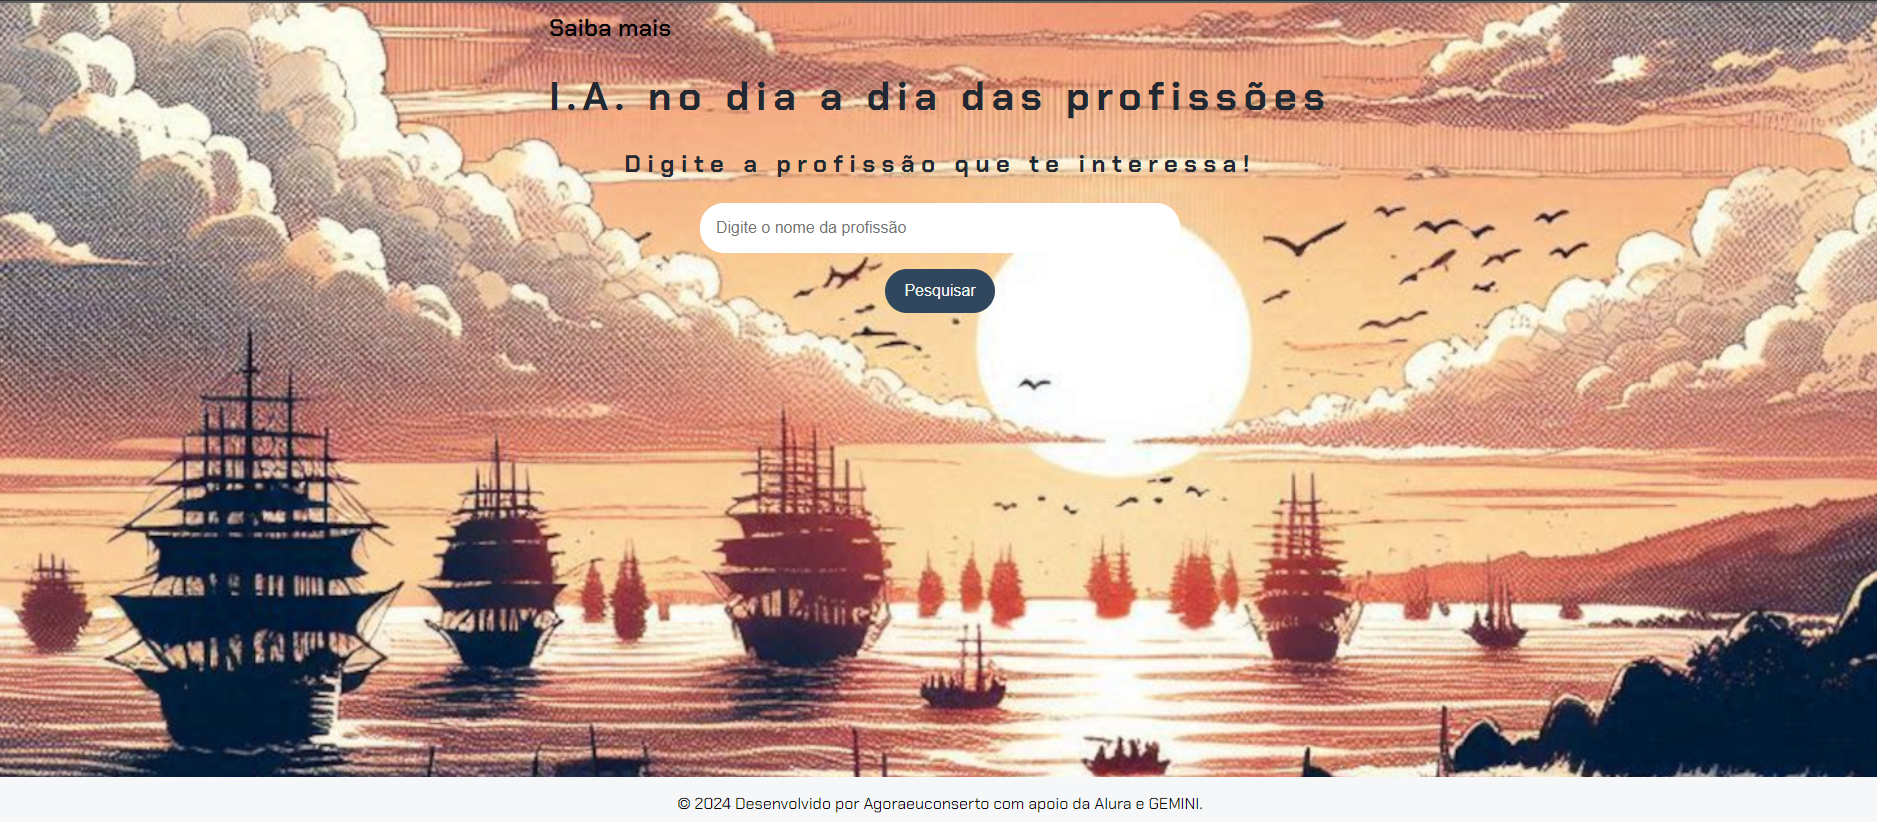 Saiba mais
I.A. no dia a dia das profissões
Digite a profissão que te interessa!
Digite o nome da profissão
Pesquisar
© 2024 Desenvolvido por Agoraeuconserto com apoio da Alura e GEMINI.